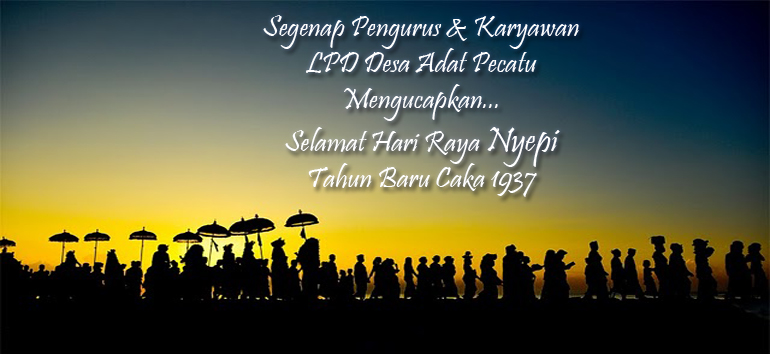 Segenap Pengurus & Karyawan
LPD Desa Adat Pecatu
Mengucapkan...
Selamat Hari Raya Nyepi
Tahun Baru Caka 1937